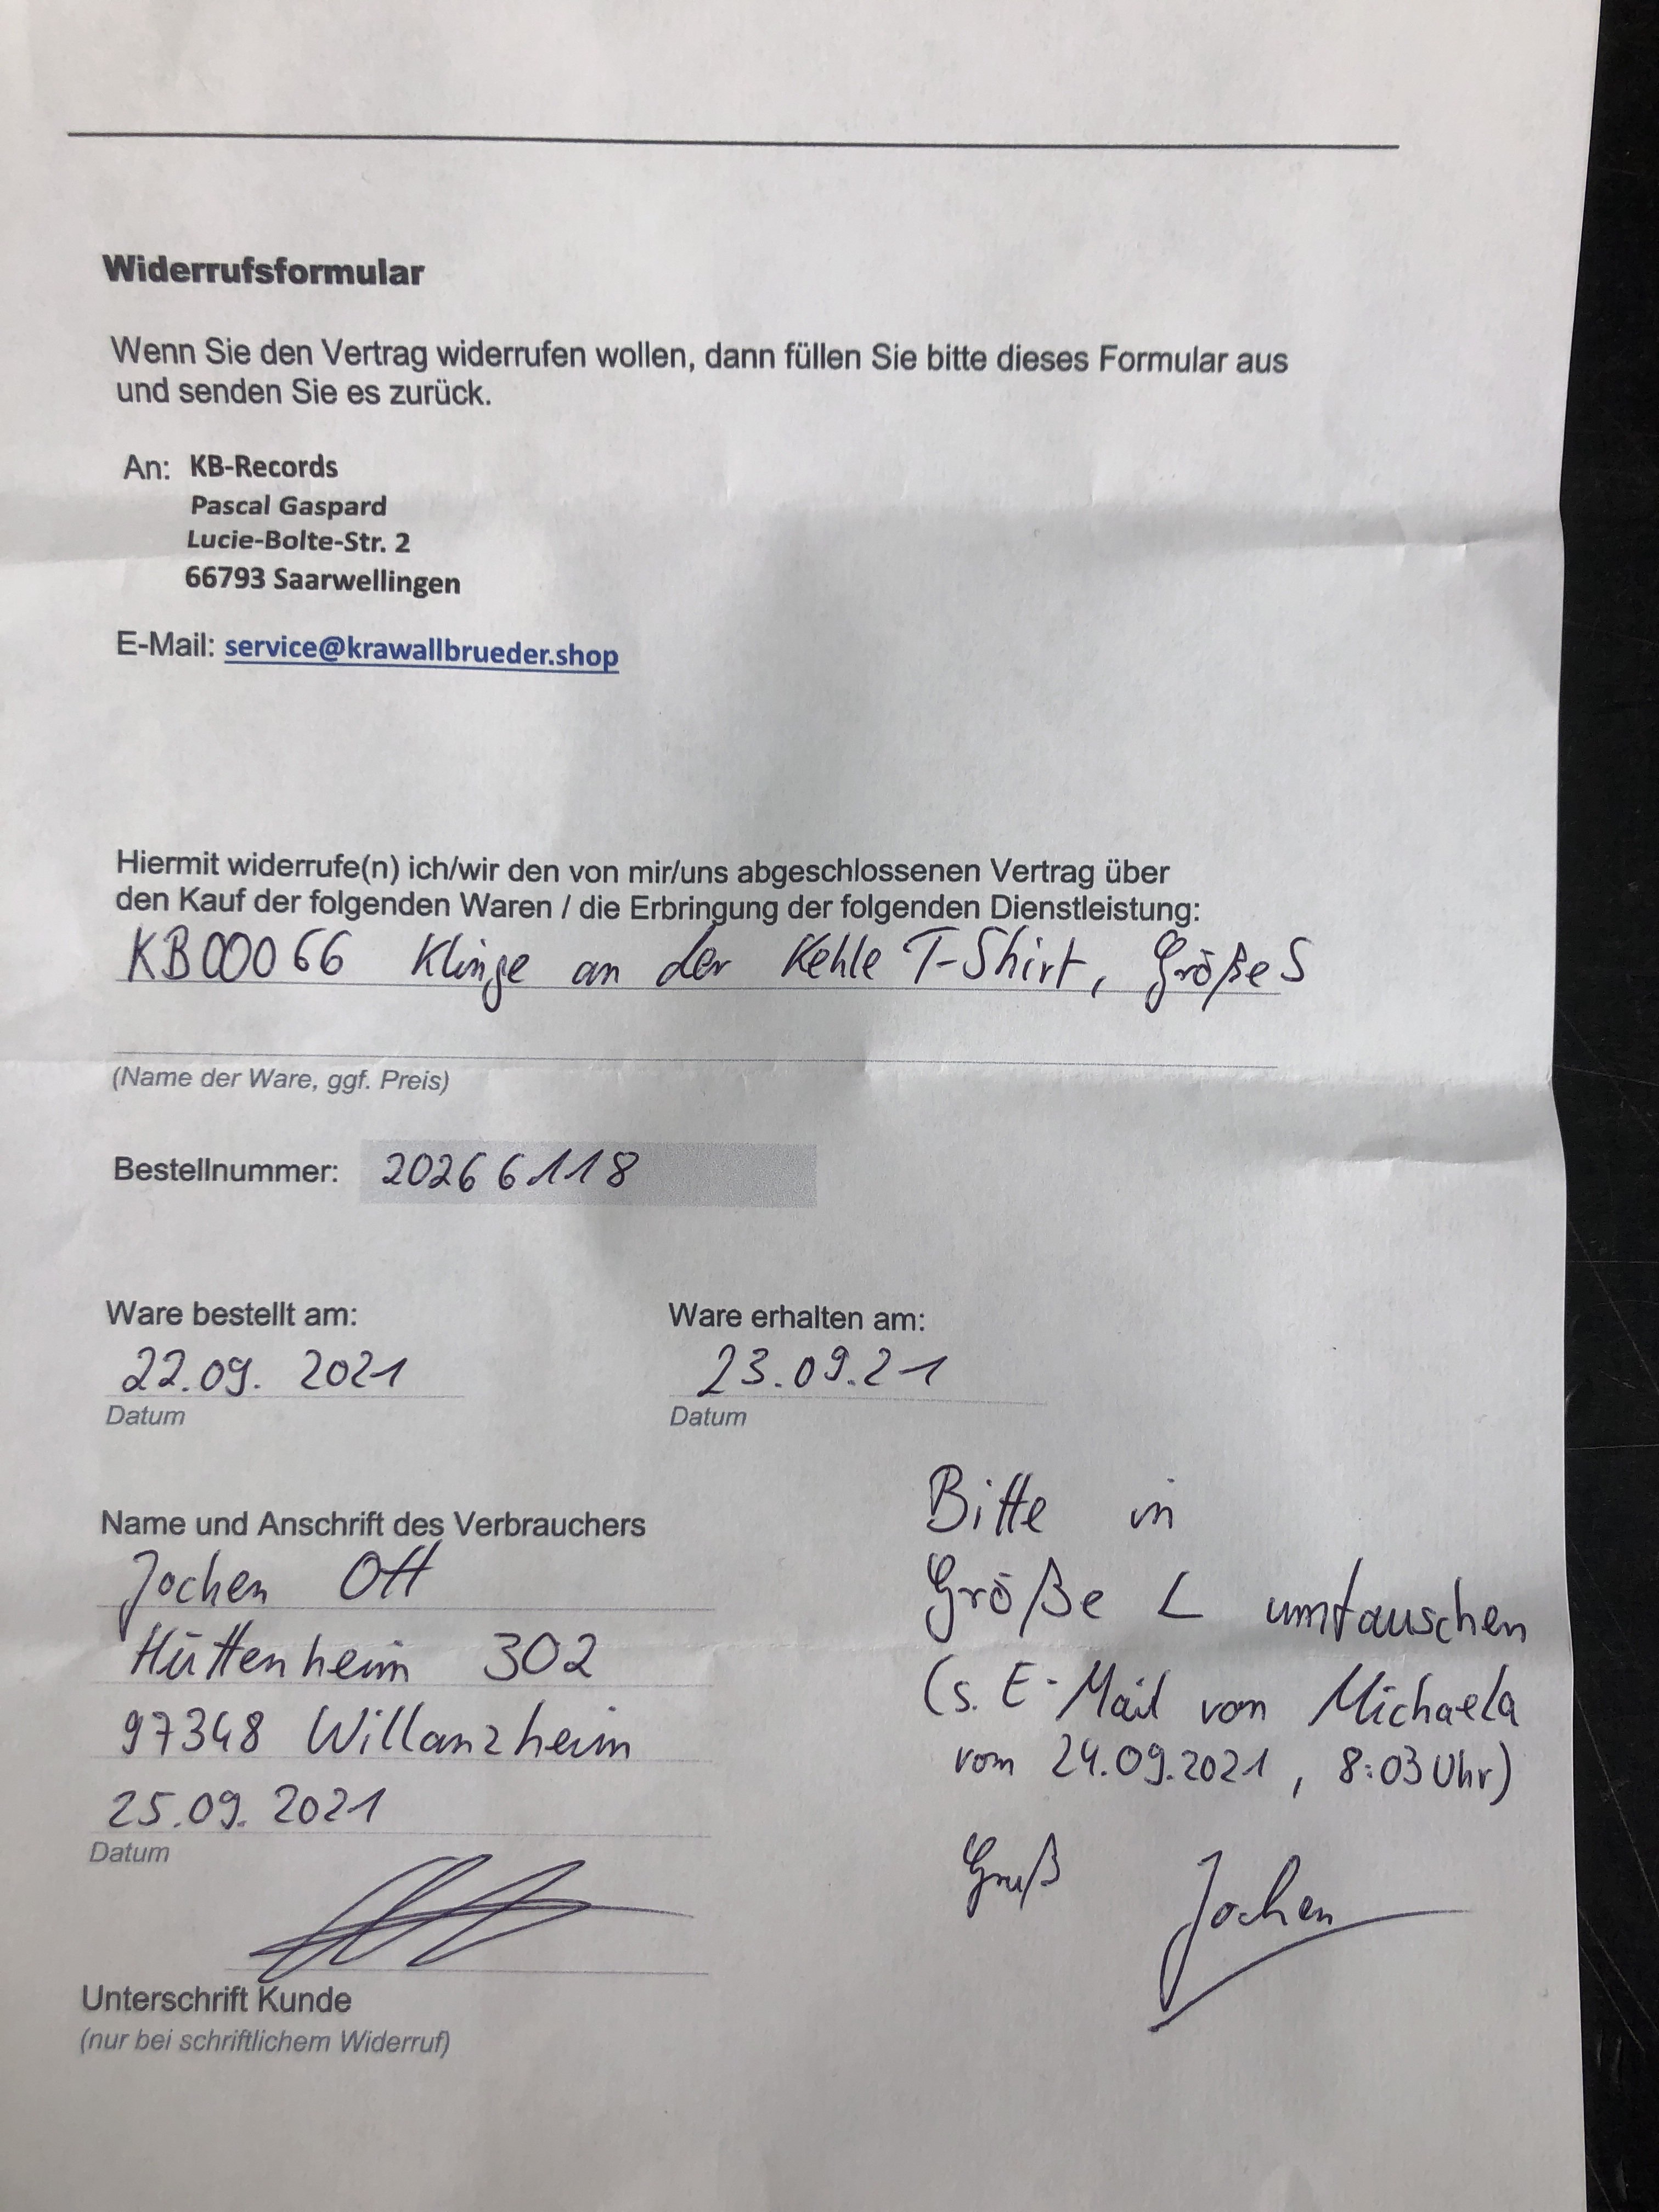 Widerrufsformular
Wenn Sie den Vertrag widerrufen wollen, dann füllen Sie bitte dieses Formular aus
und senden Sie es zurück.
An: KB-Records
Pascal Gaspard
Lucie-Bolte-Str. 2
66793 Saarwellingen
E-Mail: service@krawallbrueder.shop
Hiermit widerrufe(n) ich/wir den von mir/uns abgeschlossenen Vertrag über
den Kauf der folgenden Waren / die Erbringung der folgenden Dienstleistung:
KB00066 Klinge an der Kehle T-Shirt, Größe S
(Name der Ware, ggf. Preis)
Bestellnummer: 20266118
Ware bestellt am: Ware erhalten am:
22.09. 2021 23.09.21
Datum Datum
Name und Anschrift des Verbrauchers
Jochen Ott
Hüttenheim 302
97348 Willanzheim
25.09. 2021
Datum
Unterschrift Kunde
(nur bei schriftlichem Widerruf)
Bitte in
Größe L umtauschen
(s. E-Mail von Michaela
vom 24.09.2021, 8:03 Uhr)
Gruß Jochen